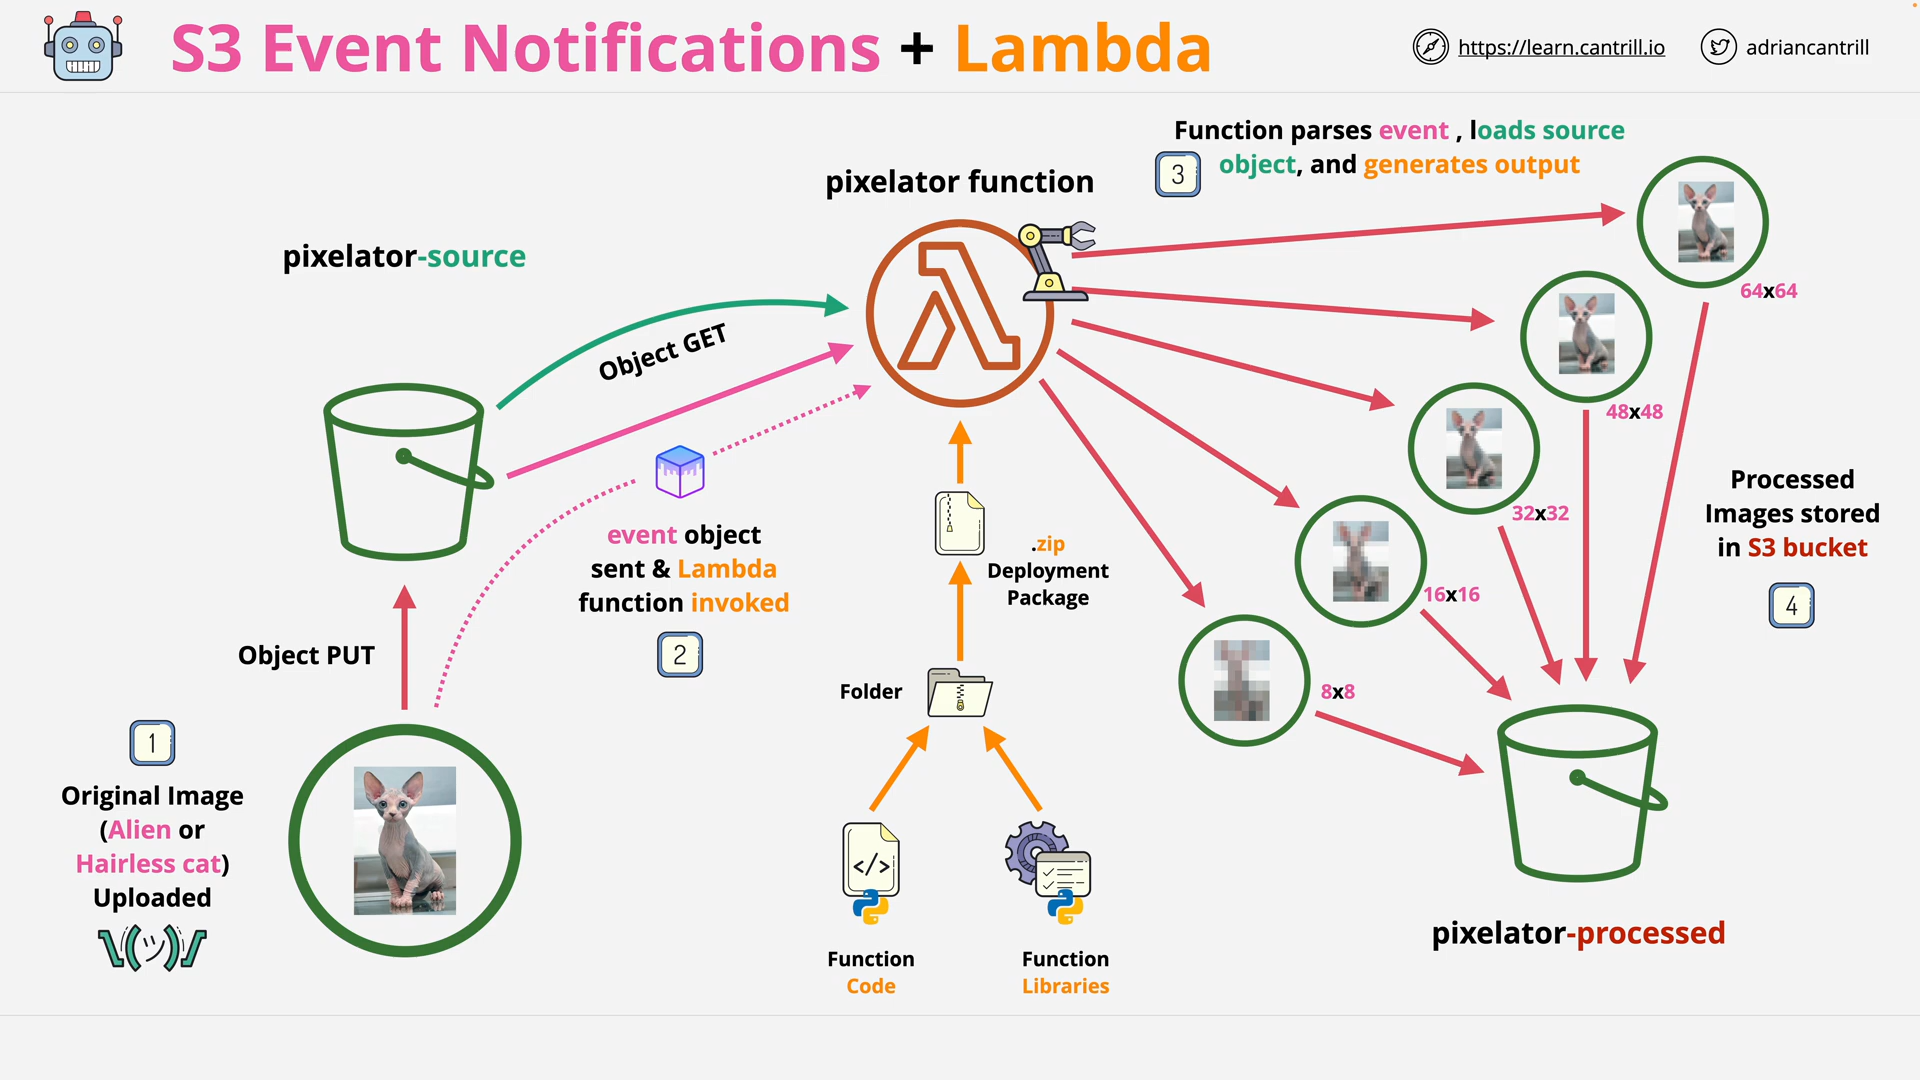 S3 Event Notifications + Lambda
https://learn.cantrill.io
adriancantrill
Function parses event , loads source
object, and generates output
3
pixelator function
pixelator-source
64x64
Object GET
48x48
Processed
Images stored
in S3 bucket
4
32x32
event object
sent & Lambda
function invoked
2
.zip
Deployment
Package
16x16
Object PUT
Folder
8x8
1
Original Image
(Alien or
Hairless cat)
Uploaded
¯\_(ツ)_/¯
</>
pixelator-processed
Function
Code
Function
Libraries